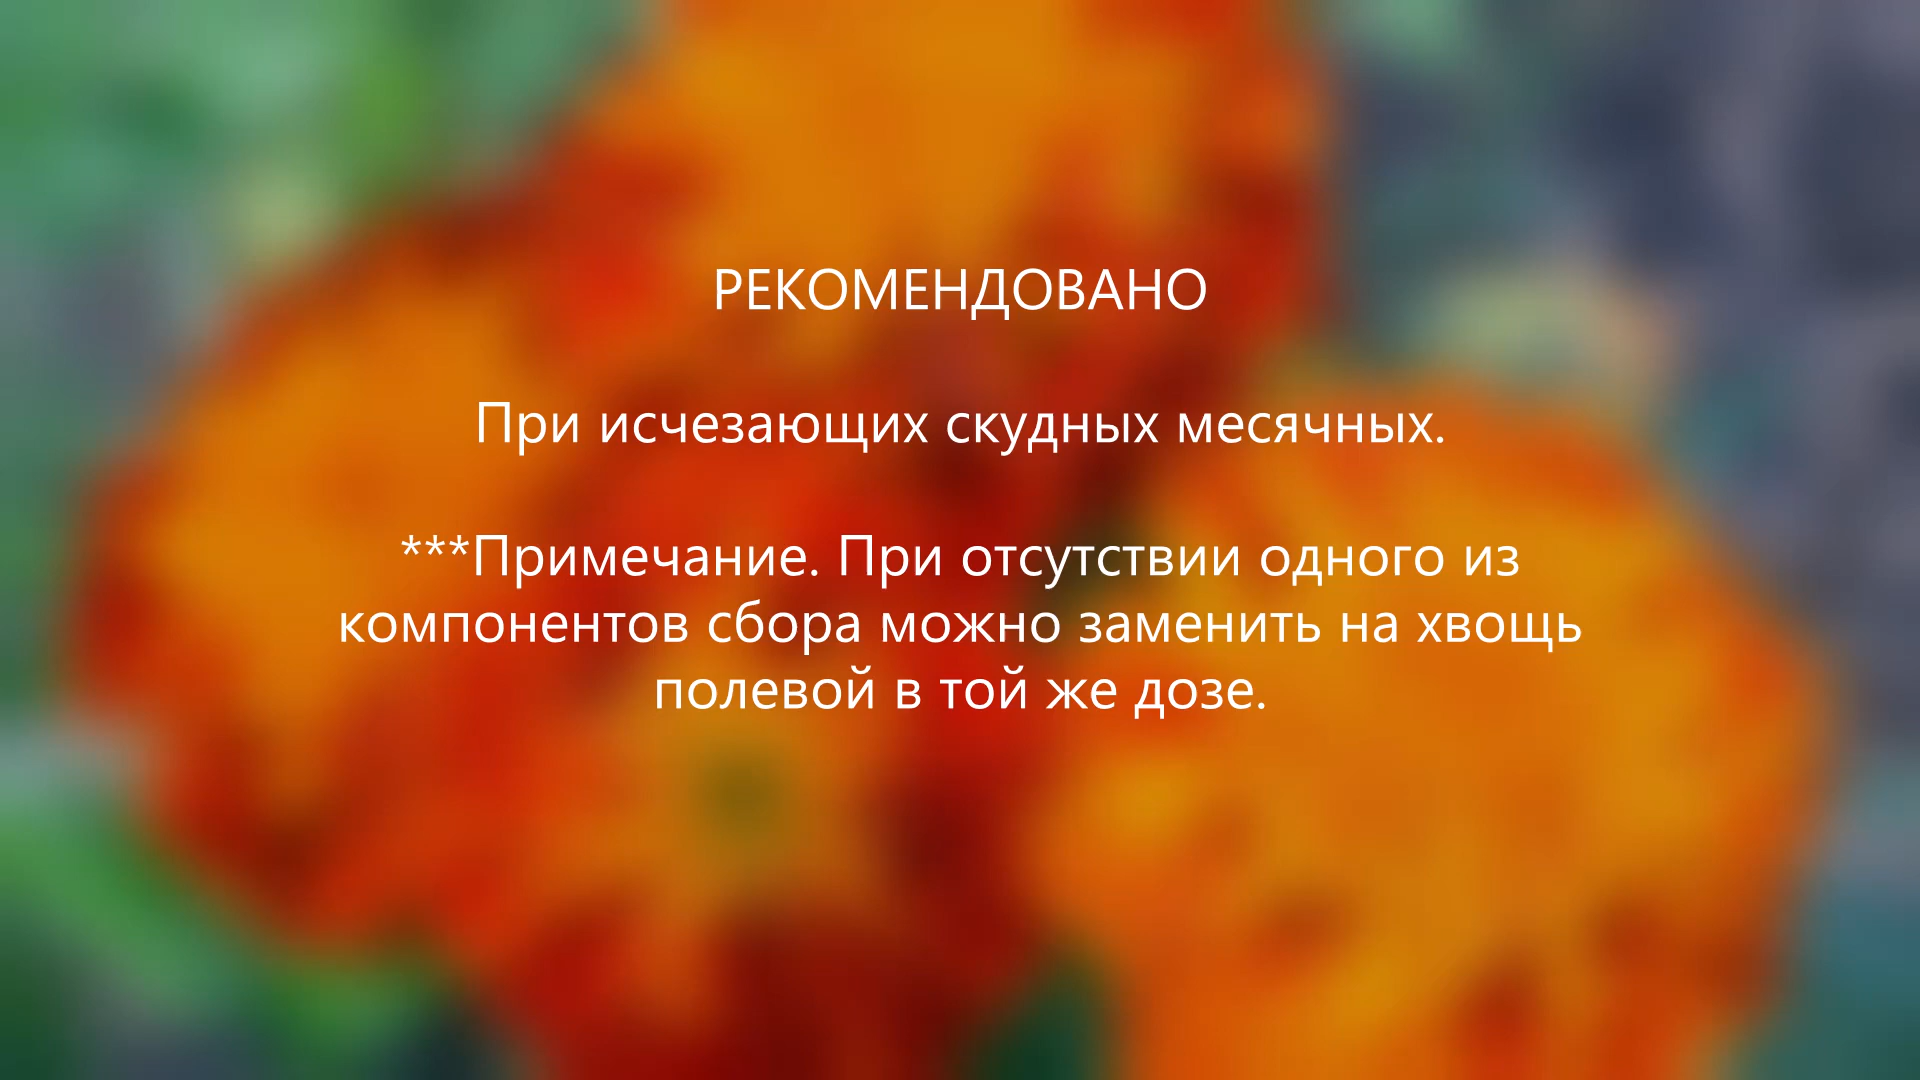 РЕКОМЕНДОВАНО
При исчезающих скудных месячных.
***Примечание. При отсутствии одного из
компонентов сбора можно заменить на хвощь
полевой в той же дозе.